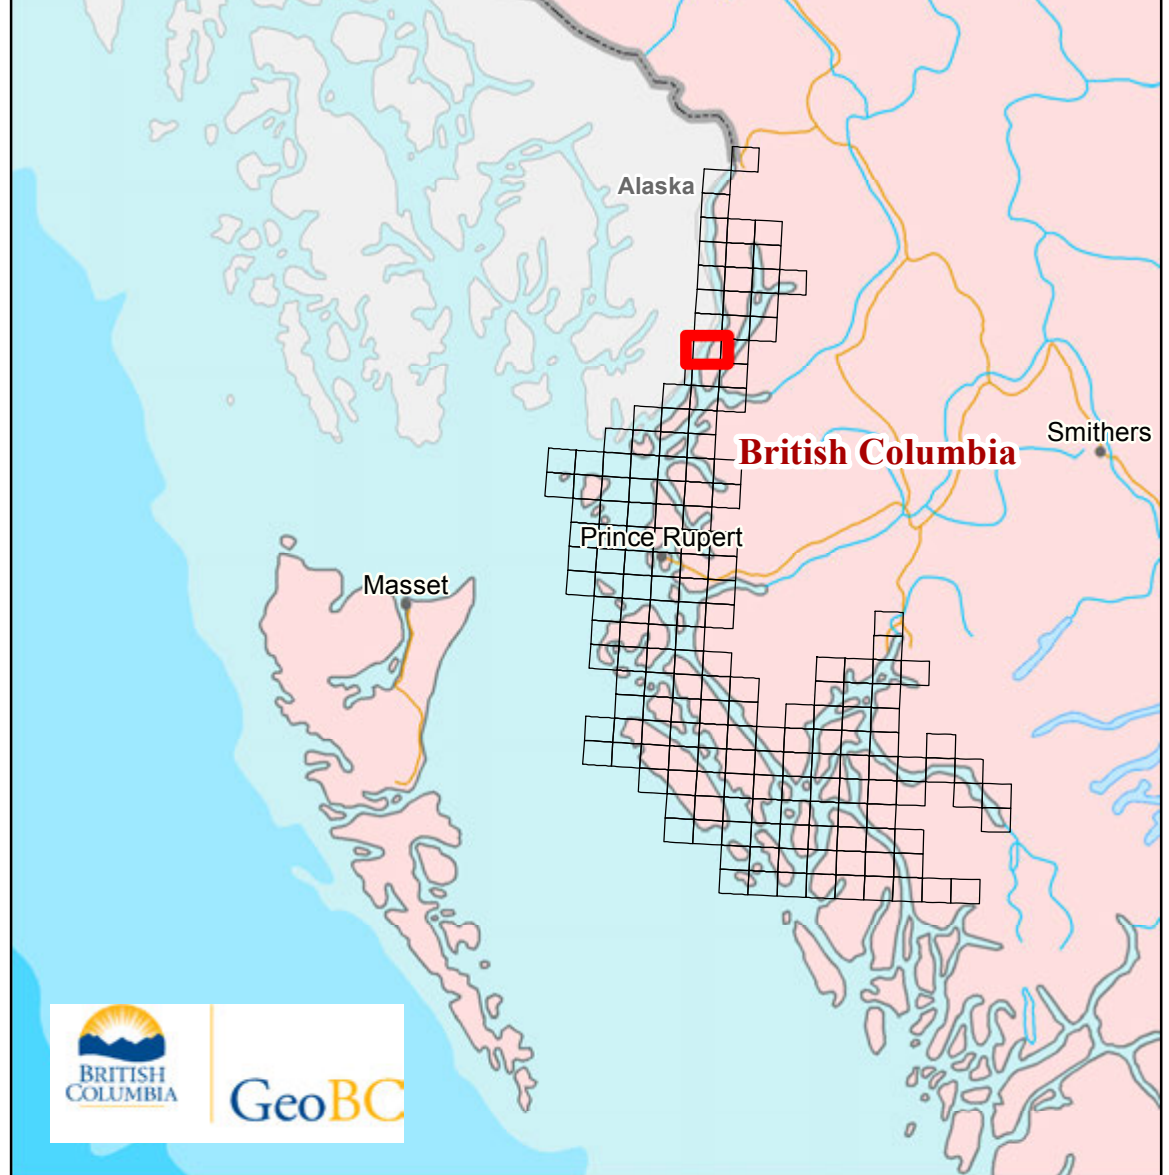 Alaska
British Columbia
Smithers
Prince Rupert
Masset
BRITISH
COLUMBIA
GeoBC